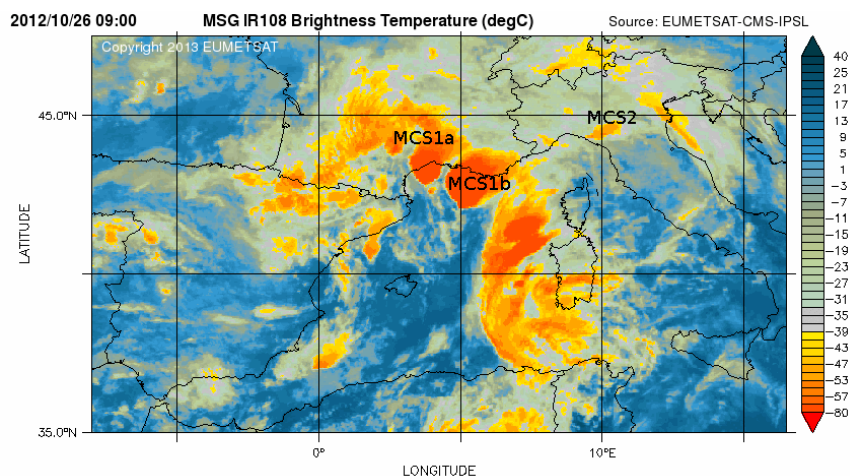 2012/10/26 09:00 MSG IR108 Brightness Temperature (degC) Source: EUMETSAT-CMS-IPSL
Copyright 2013 EUMETSAT
40
25
21
17
13
9
5
1
−3
−7
−11
−15
−19
−23
−27
−31
−35
−39
−43
−47
−53
−57
−80
45.0°N
MCS1a
MCS2
MCS1b
LATITUDE
35.0°N
0°
10°E
LONGITUDE